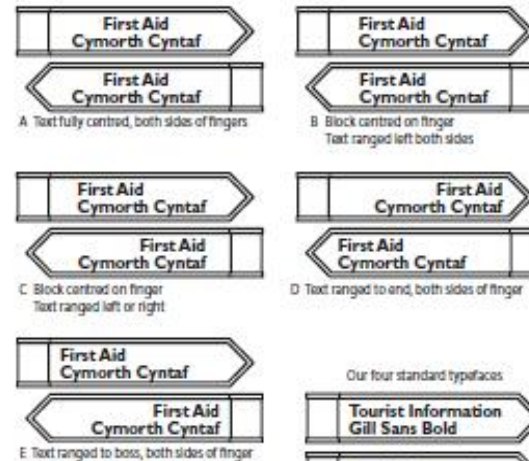 First Aid
Cymorth Cyntaf
First Aid
Cymorth Cyntaf
A Text fully centred, both sides of fingers
First Aid
Cymorth Cyntaf
First Aid
Cymorth Cyntaf
B Block centred on finger
Text ranged left both sides
First Aid
Cymorth Cyntaf
First Aid
Cymorth Cyntaf
C Block centred on finger
Text ranged left or right
First Aid
Cymorth Cyntaf
First Aid
Cymorth Cyntaf
D Text ranged to end, both sides of finger
First Aid
Cymorth Cyntaf
First Aid
Cymorth Cyntaf
E Text ranged to boss, both sides of finger
Our four standard typefaces
Tourist Information
Gill Sans Bold